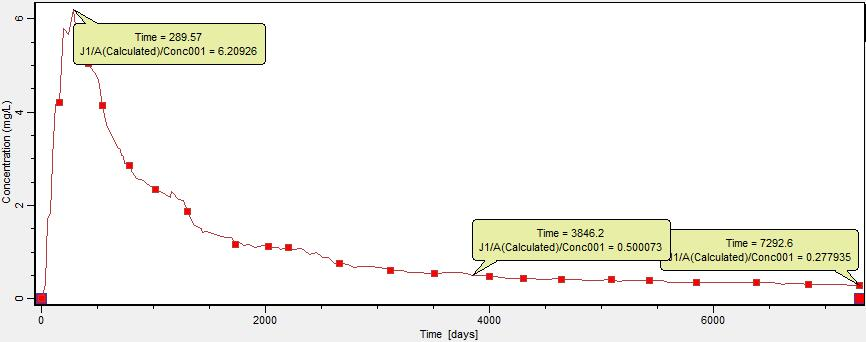 6
4
2
0
Concentration (mg/L)
Time = 289.57
J1/A(Calculated)/Conc001 = 6.20926
Time = 3846.2
J1/A(Calculated)/Conc001 = 0.500073
Time = 7292.6
J1/A(Calculated)/Conc001 = 0.277935
0
2000
4000
6000
Time [days]